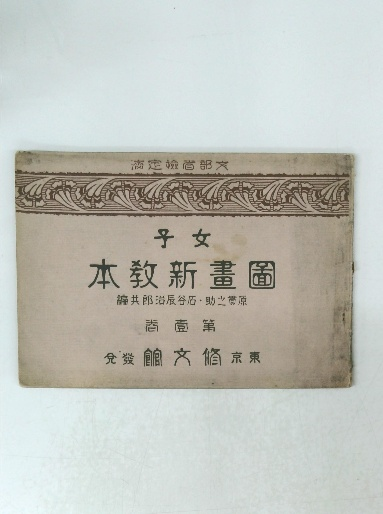 文部省檢定濟
女子
圖畫新教本
原貫之助・石谷辰治郎共編
第壹卷
東京 修文館 發兌